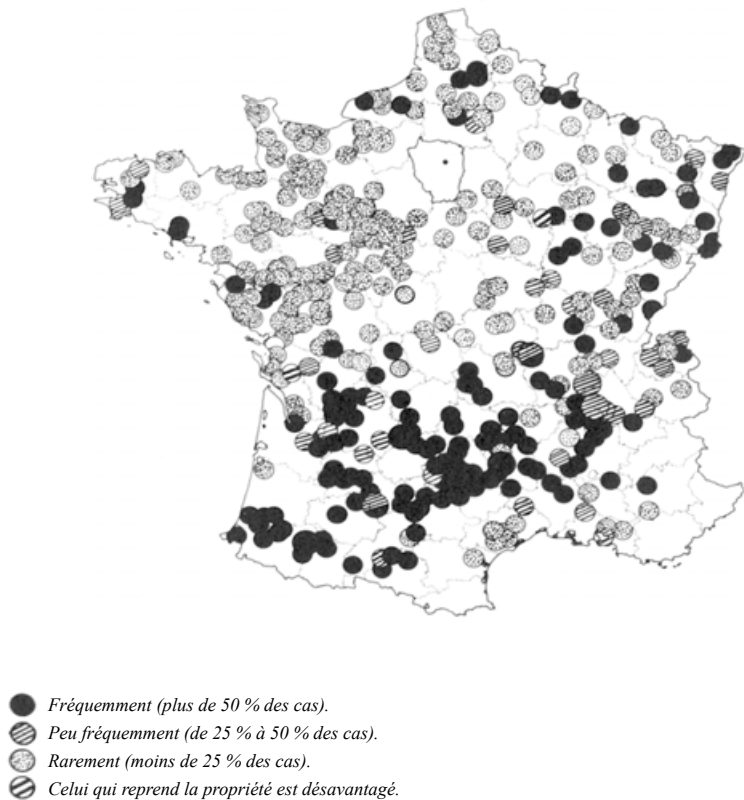 Fréquemment (plus de 50 % des cas).
Peu fréquemment (de 25 % à 50 % des cas).
Rarement (moins de 25 % des cas).
Celui qui reprend la propriété est désavantagé.